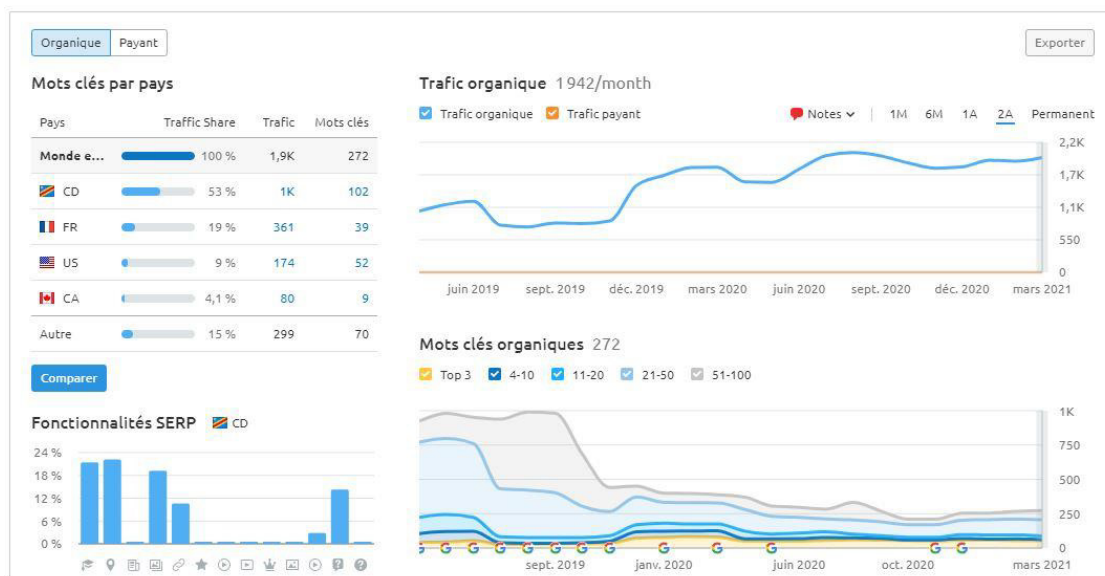 Organique Payant
Exporter
Mots clés par pays
Pays Traffic Share Trafic Mots clés
Monde e... 100 % 1,9K 272
CD 53 % 1K 102
FR 19 % 361 39
US 9 % 174 52
CA 4,1 % 80 9
Autre 15 % 299 70
Comparer
Fonctionnalités SERP CD
24 %
18 %
12 %
6 %
0 %
Trafic organique 1 942/month
Trafic organique Trafic payant
Notes 1M 6M 1A 2A Permanent
2,2K
1,7K
1,1K
550
0
juin 2019 sept. 2019 déc. 2019 mars 2020 juin 2020 sept. 2020 déc. 2020 mars 2021
Mots clés organiques 272
Top 3 4-10 11-20 21-50 51-100
1K
750
500
250
0
sept. 2019 janv. 2020 juin 2020 oct. 2020 mars 2021